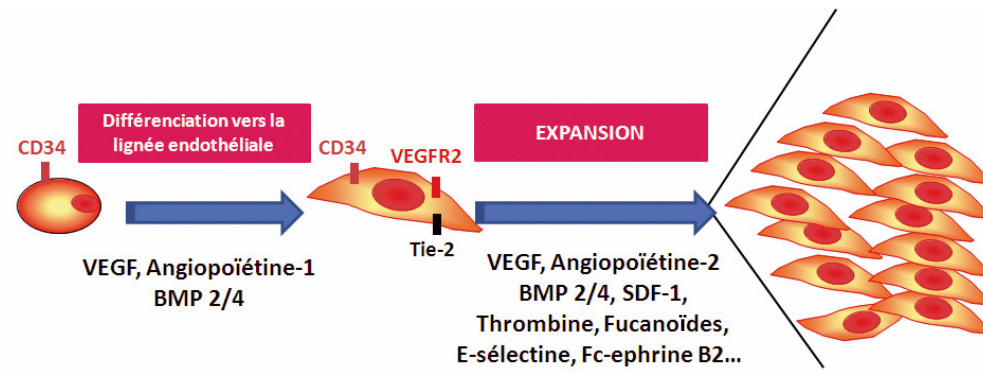 Différenciation vers la
lignée endothéliale
EXPANSION
CD34
CD34
VEGFR2
Tie-2
VEGF, Angiopoïétine-1
BMP 2/4
VEGF, Angiopoïétine-2
BMP 2/4, SDF-1,
Thrombine, Fucanoïdes,
E-sélectine, Fc-ephrine B2...